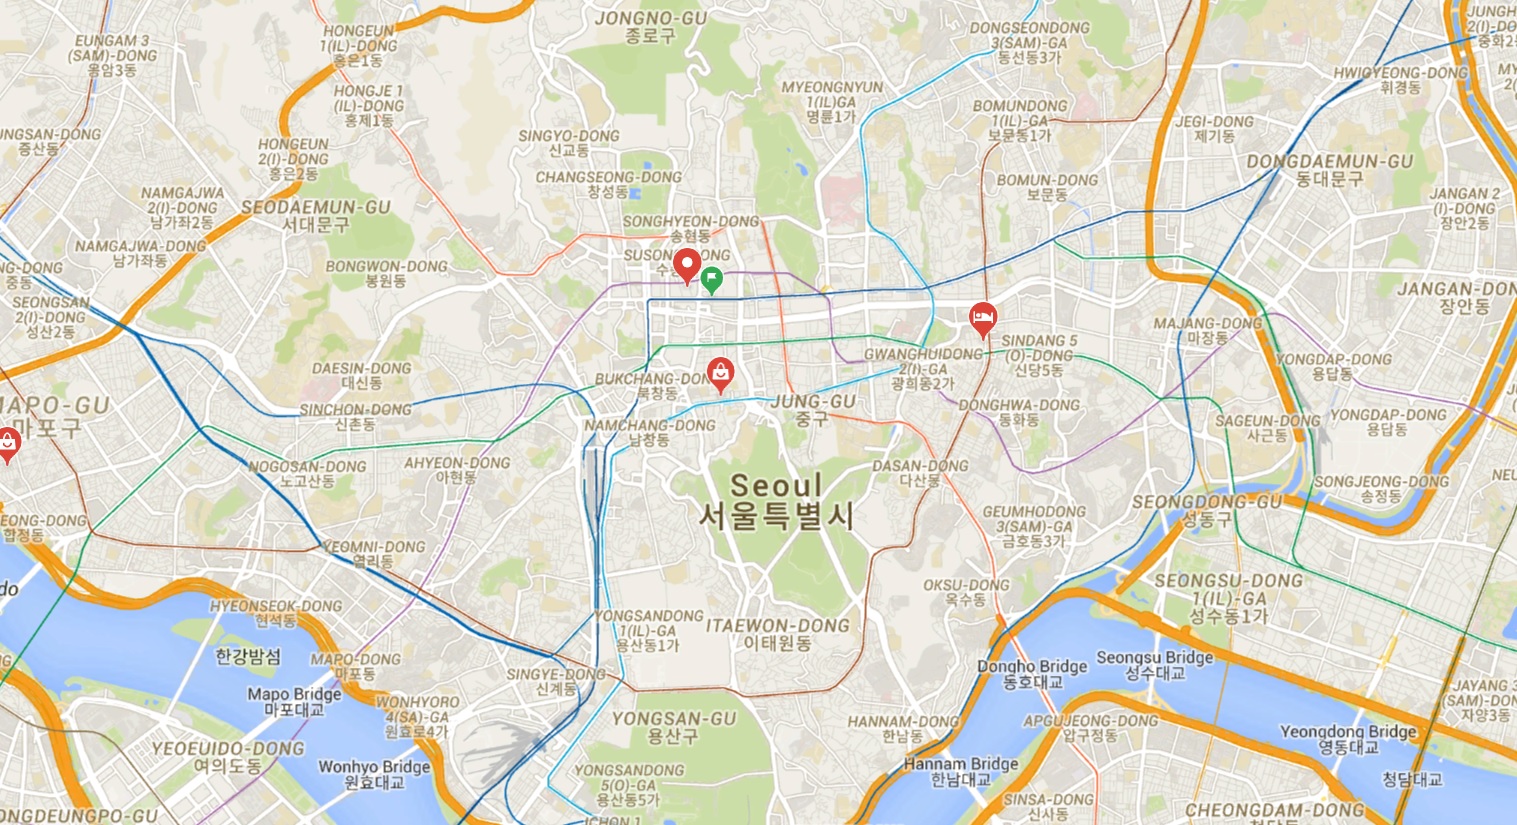 JONGNO-GU
종로구
HONGEUN
1(IL)-DONG
홍은1동
EUNGAM 3
(SAM)-DONG
응암3동
DONGSEONDONG
3(SAM)-GA
동선동3가
HWIGYEONG-DONG
휘경동
HONGJE 1
(IL)-DONG
홍제1동
MYEONGNYUN
1(IL)GA
명륜1가
BOMUNDONG
1(IL)-GA
보문동1가
JEGI-DONG
제기동
UNGSAN-DONG
증산동
HONGEUN
2(I)-DONG
홍은2동
SINGYO-DONG
신교동
DONGDAEMUN-GU
동대문구
CHANGSEONG-DONG
창성동
BOMUN-DONG
보문동
NAMGAJWA
2(I)-DONG
남가좌2동
SEODAEMUN-GU
서대문구
JANGAN 2
(I)-DONG
장안2동
SONGHYEON-DONG
송현동
NAMGAJWA-DONG
남가좌동
SUSONG-DONG
BONGWON-DONG
봉원동
NG-DONG
중동
SEONGSAN
2(I)-DONG
성산2동
JANGAN-DON
장안동
MAJANG-DONG
마장동
SINDANG 5
(O)-DONG
신당5동
GWANGHUIDONG
2(I)-GA
광희동2가
YONGDAP-DONG
용답동
DAESIN-DONG
대신동
BUKCHANG-DONG
북창동
MAPO-GU
마포구
SINCHON-DONG
신촌동
JUNG-GU
중구
DONGHWA-DONG
동화동
SAGEUN-DONG
사근동
YONGDAP-DONG
용답동
NAMCHANG-DONG
남창동
NOGOSAN-DONG
노고산동
AHYEON-DONG
아현동
DASAN-DONG
다산동
Seoul
서울특별시
SONGJEONG-DONG
송정동
SEONGDONG-GU
성동구
GEUMHODONG
3(SAM)-GA
금호동3가
EONG-DONG
합정동
YEOMNI-DONG
염리동
OKSU-DONG
옥수동
SEONGSU-DONG
1(IL)-GA
성수동1가
do
HYEONSEOK-DONG
현석동
YONGSANDONG
1(IL)-GA
용산동1가
ITAEWON-DONG
이태원동
한강밤섬
MAPO-DONG
마포동
Dongho Bridge
동호대교
Seongsu Bridge
성수대교
SINGYE-DONG
신계동
Mapo Bridge
마포대교
WONHYORO
4(SA)-GA
원효로4가
YONGSAN-GU
용산구
HANNAM-DONG
한남동
APGUJEONG-DONG
압구정동
JAYANG 3
(SAM)-DON
자양3동
Yeongdong Bridge
영동대교
YEOEUIDO-DONG
여의도동
Wonhyo Bridge
원효대교
YONGSANDONG
5(O)-GA
용산동5가
Hannam Bridge
한남대교
청담대교
SINSA-DONG
신사동
CHEONGDAM-DONG
ONGDEUNGPO-GU
ICHON 1